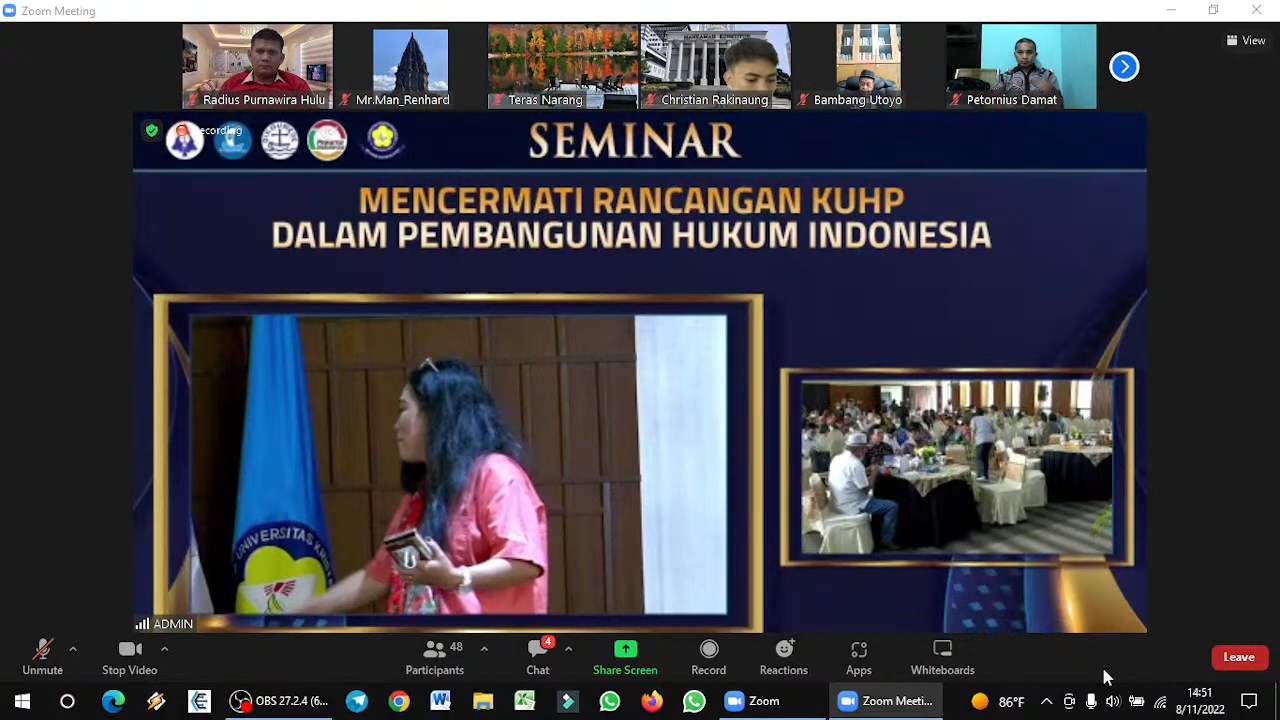 Zoom Meeting
View
Radius Purnawira Hulu
Mr.Man_Renhard
Teras Narang
Christian Rakinaung
Bambang Utoyo
Petornius Damat
Recording
SEMINAR
MENCERMATI RANCANGAN KUHP
DALAM PEMBANGUNAN HUKUM INDONESIA
UNIVERSITAS
ADMIN
48
4
Unmute
Stop Video
Participants
Chat
Share Screen
Record
Reactions
Apps
Whiteboards
Leave
OBS 27.2.4 (6...
Zoom
Zoom Meeti...
86°F
14:51
8/11/2022